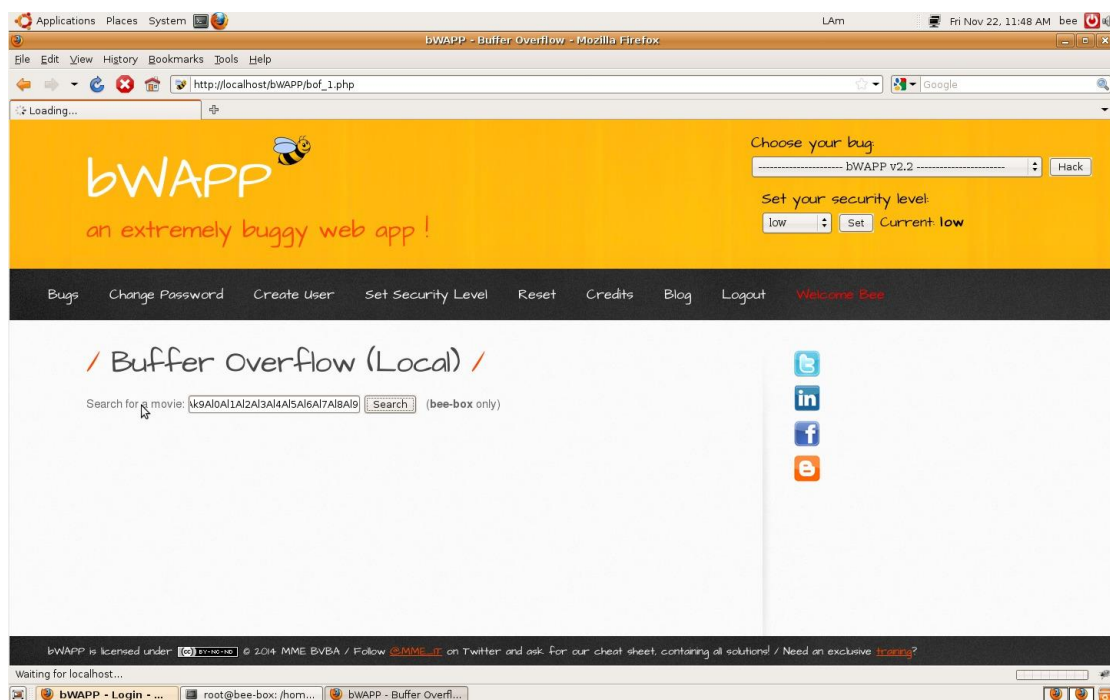 Applications Places System
LAm
Fri Nov 22, 11:48 AM bee
bWAPP - Buffer Overflow - Mozilla Firefox
File Edit View History Bookmarks Tools Help
http://localhost/bWAPP/bof_1.php
Google
Loading...
bWAPP
an extremely buggy web app !
Choose your bug:
---------------------- bWAPP v2.2 -----------------------
Hack
Set your security level:
low
Set
Current: low
Bugs Change Password Create User Set Security Level Reset Credits Blog Logout Welcome Bee
/ Buffer Overflow (Local) /
Search for a movie: \k9Al0Al1Al2Al3Al4Al5Al6Al7Al8Al9 Search (bee-box only)
bWAPP is licensed under (cc) BY-NC-ND © 2014 MME BVBA / Follow @MME_IT on Twitter and ask for our cheat sheet, containing all solutions! / Need an exclusive training?
Waiting for localhost...
bWAPP - Login - ...
root@bee-box: /hom...
bWAPP - Buffer Overfl...